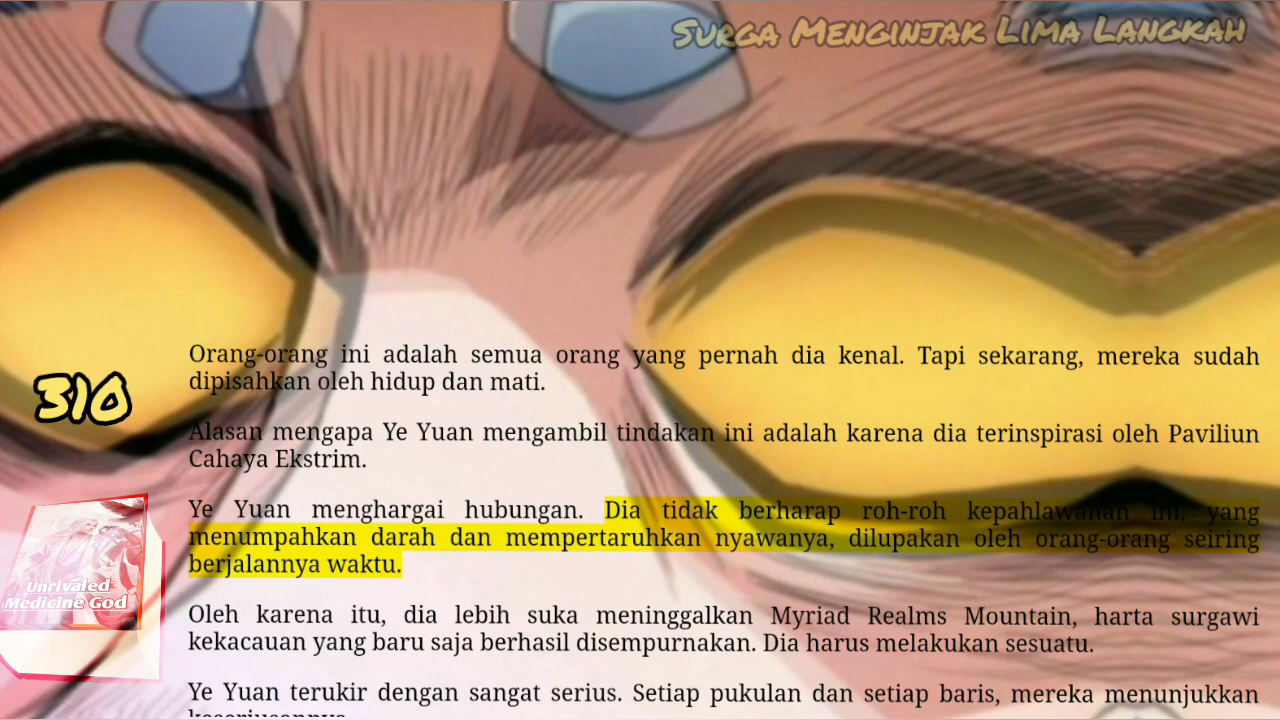 Surga Menginjak Lima Langkah
Orang-orang ini adalah semua orang yang pernah dia kenal. Tapi sekarang, mereka sudah
dipisahkan oleh hidup dan mati.
310
Alasan mengapa Ye Yuan mengambil tindakan ini adalah karena dia terinspirasi oleh Paviliun
Cahaya Ekstrim.
Ye Yuan menghargai hubungan. Dia tidak berharap roh-roh kepahlawanan ini, yang
menumpahkan darah dan mempertaruhkan nyawanya, dilupakan oleh orang-orang seiring
berjalannya waktu.
Unrivaled
Medicine God
Oleh karena itu, dia lebih suka meninggalkan Myriad Realms Mountain, harta surgawi
kekacauan yang baru saja berhasil disempurnakan. Dia harus melakukan sesuatu.
Ye Yuan terukir dengan sangat serius. Setiap pukulan dan setiap baris, mereka menunjukkan